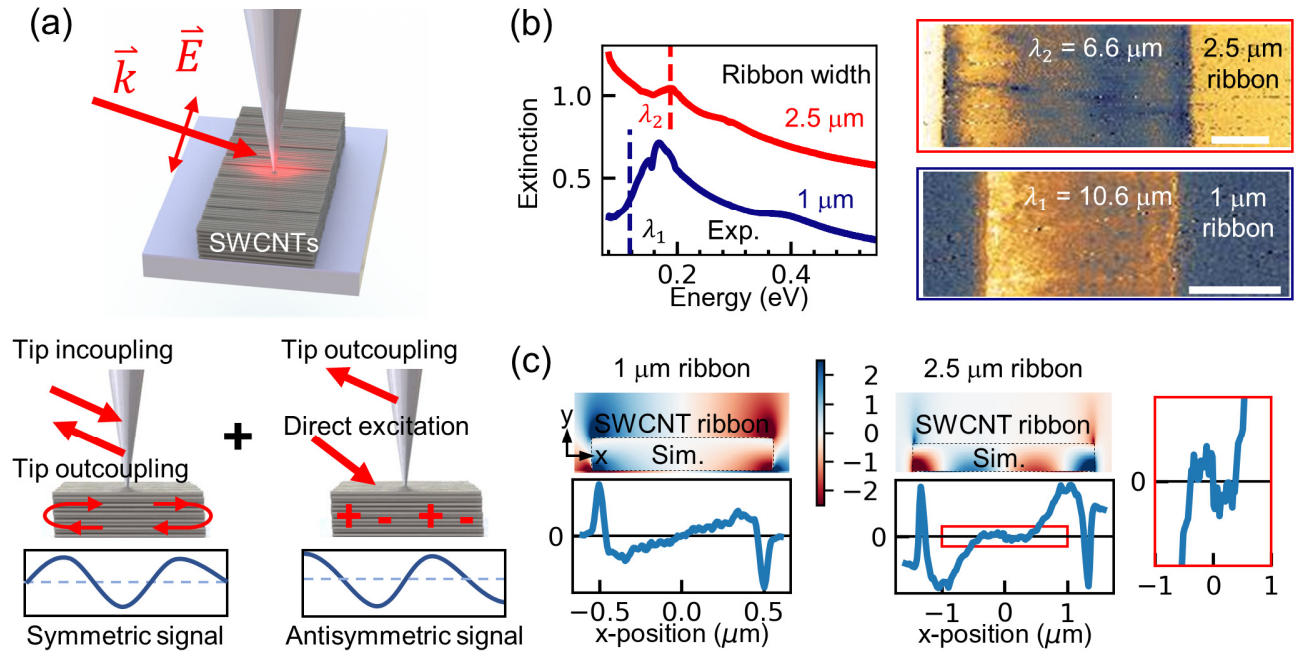 (a)
E
k
SWCNTs
Tip incoupling
Tip outcoupling
+
Tip outcoupling
Direct excitation
+ - + -
Symmetric signal
Antisymmetric signal
(b)
Extinction
1.0
0.5
Ribbon width
λ2
2.5 μm
1 μm
λ1
Exp.
0.2
0.4
Energy (eV)
λ2 = 6.6 μm
2.5 μm
ribbon
λ1 = 10.6 μm
1 μm
ribbon
(c)
1 μm ribbon
y
x
SWCNT ribbon
Sim.
2
1
0
−1
−2
0
−0.5
0.0
0.5
x-position (μm)
2.5 μm ribbon
SWCNT ribbon
Sim.
0
−1
0
1
x-position (μm)
0
−1
0
1